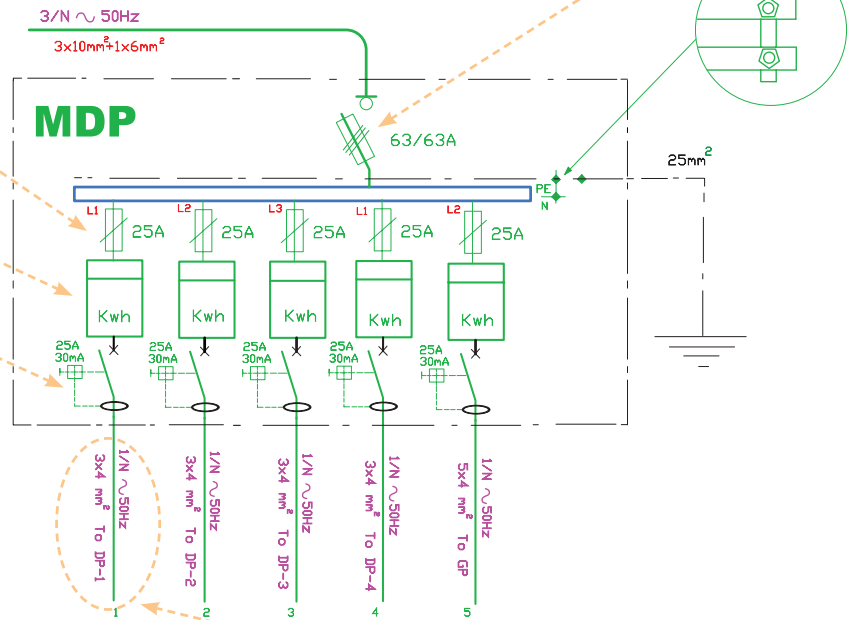 3/N ~ 50Hz
3x10mm²+1x6mm²
MDP
63/63A
25mm²
PE
N
L1
L2
L3
L1
L2
25A
25A
25A
25A
25A
Kwh
Kwh
Kwh
Kwh
Kwh
25A
30mA
25A
30mA
25A
30mA
25A
30mA
25A
30mA
1/N ~ 50Hz
3x4 mm² To DP-1
1/N ~ 50Hz
3x4 mm² To DP-2
1/N ~ 50Hz
3x4 mm² To DP-3
1/N ~ 50Hz
3x4 mm² To DP-4
1/N ~ 50Hz
5x4 mm² To GP
1
2
3
4
5